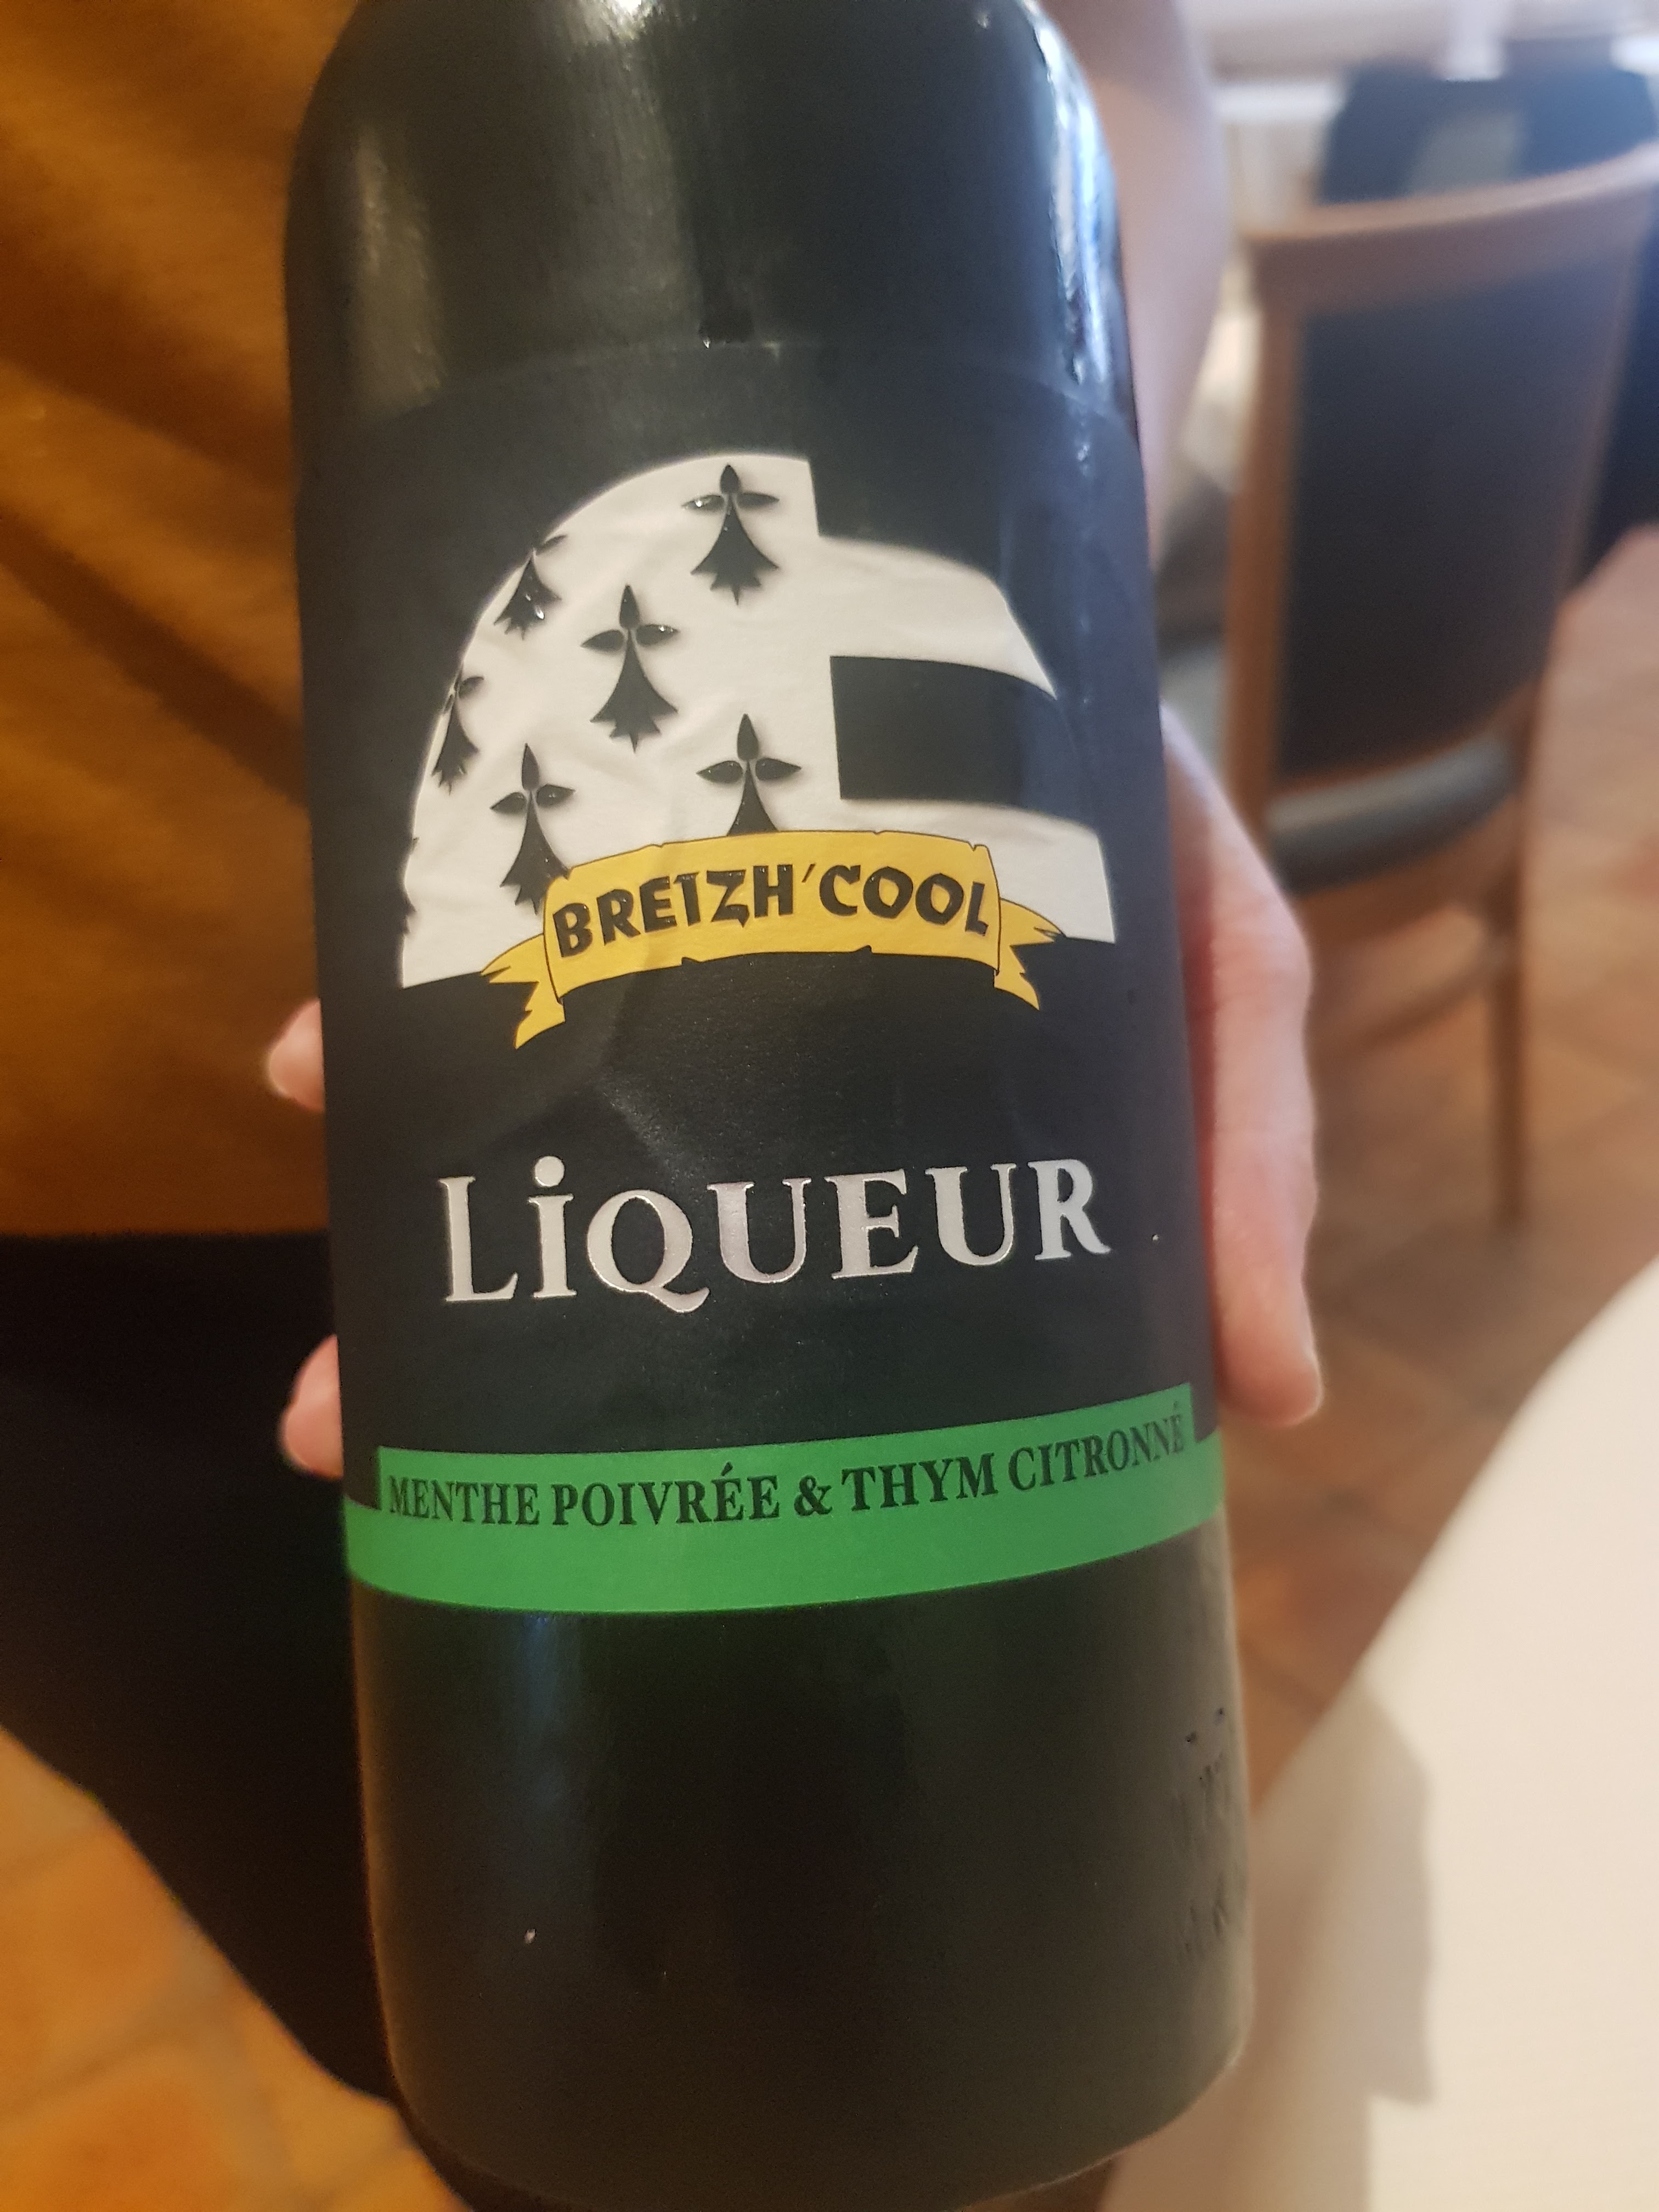 BREIZH'COOL
LiQUEUR
MENTHE POIVRÉE & THYM CITRONNÉ